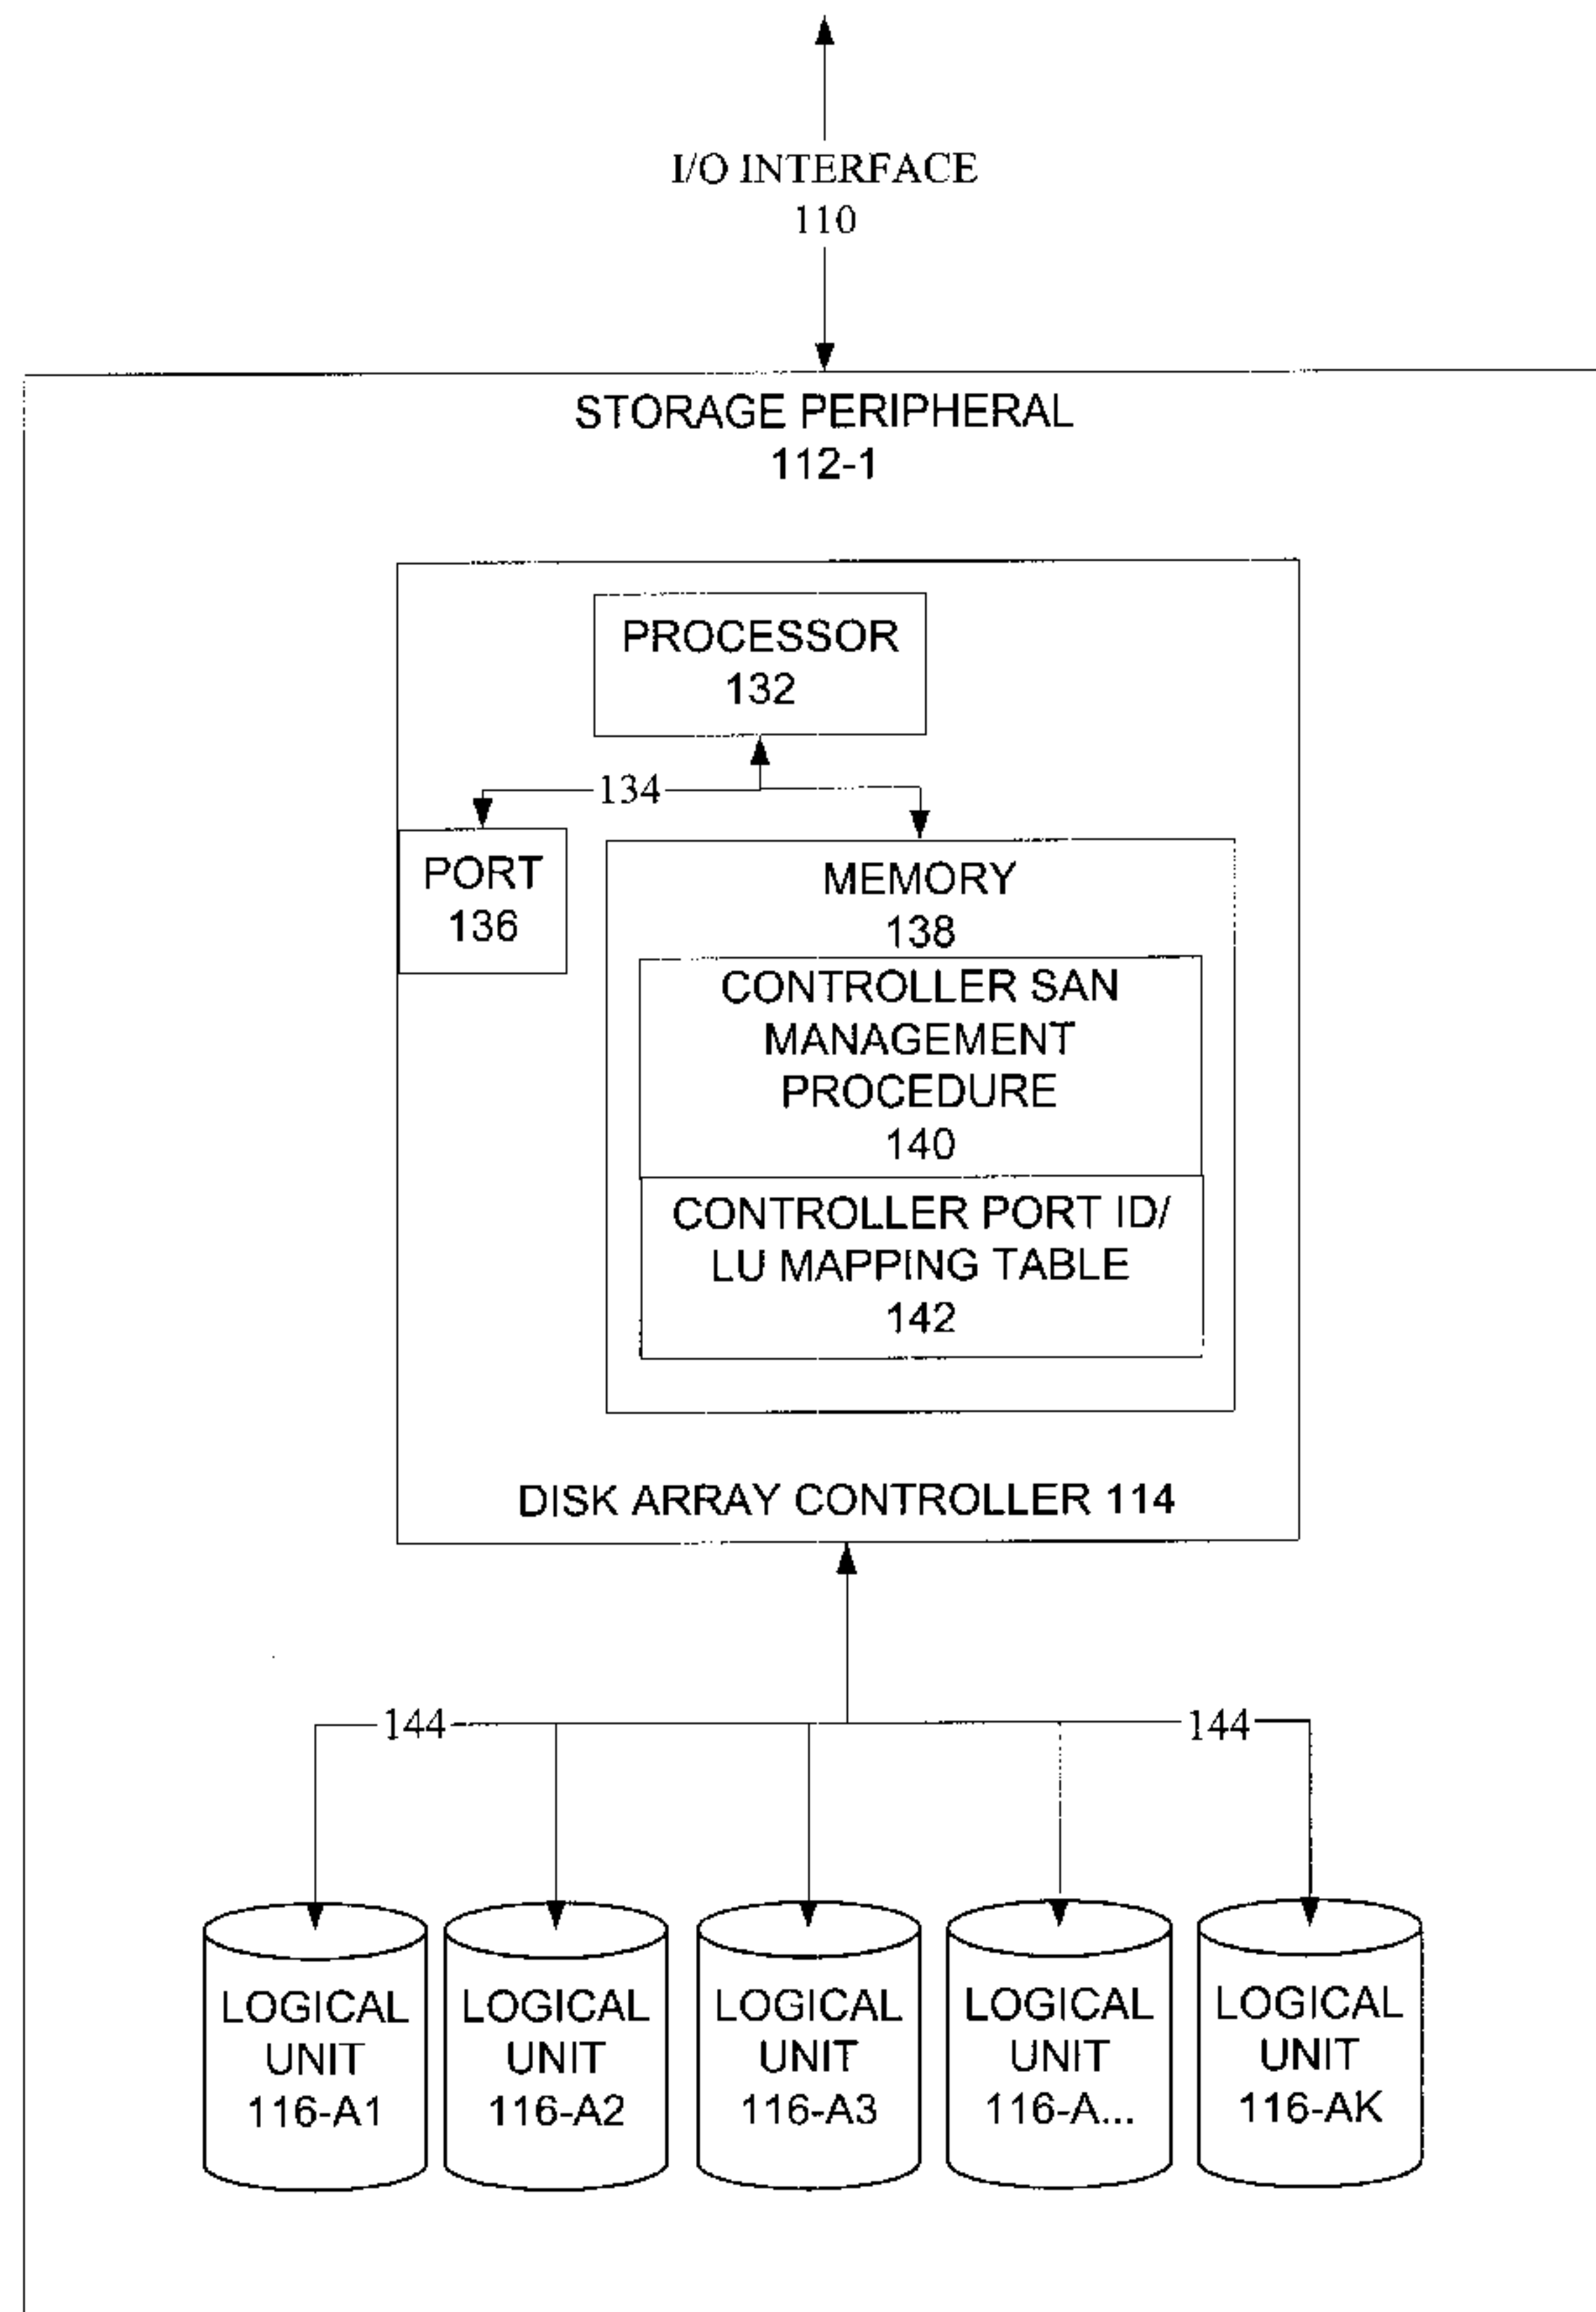 I/O INTERFACE
110
STORAGE PERIPHERAL
112-1
PROCESSOR
132
134
PORT
136
MEMORY
138
CONTROLLER SAN
MANAGEMENT
PROCEDURE
140
CONTROLLER PORT ID/
LU MAPPING TABLE
142
DISK ARRAY CONTROLLER 114
144
144
LOGICAL
UNIT
116-A1
LOGICAL
UNIT
116-A2
LOGICAL
UNIT
116-A3
LOGICAL
UNIT
116-A...
LOGICAL
UNIT
116-AK